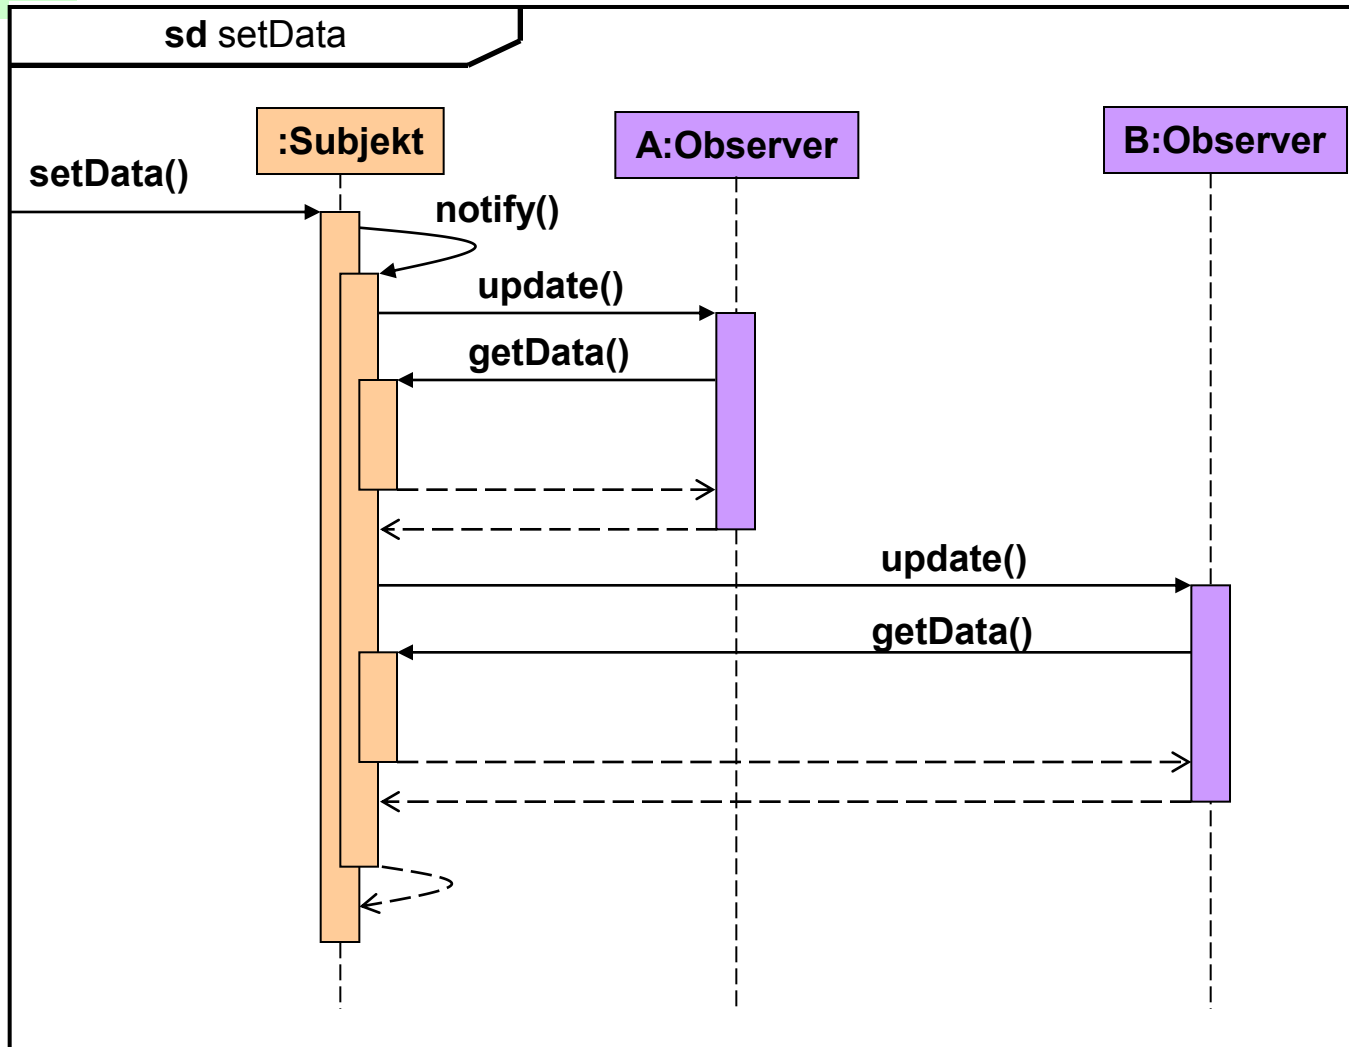 sd setData
:Subjekt
A:Observer
B:Observer
setData()
notify()
update()
getData()
update()
getData()